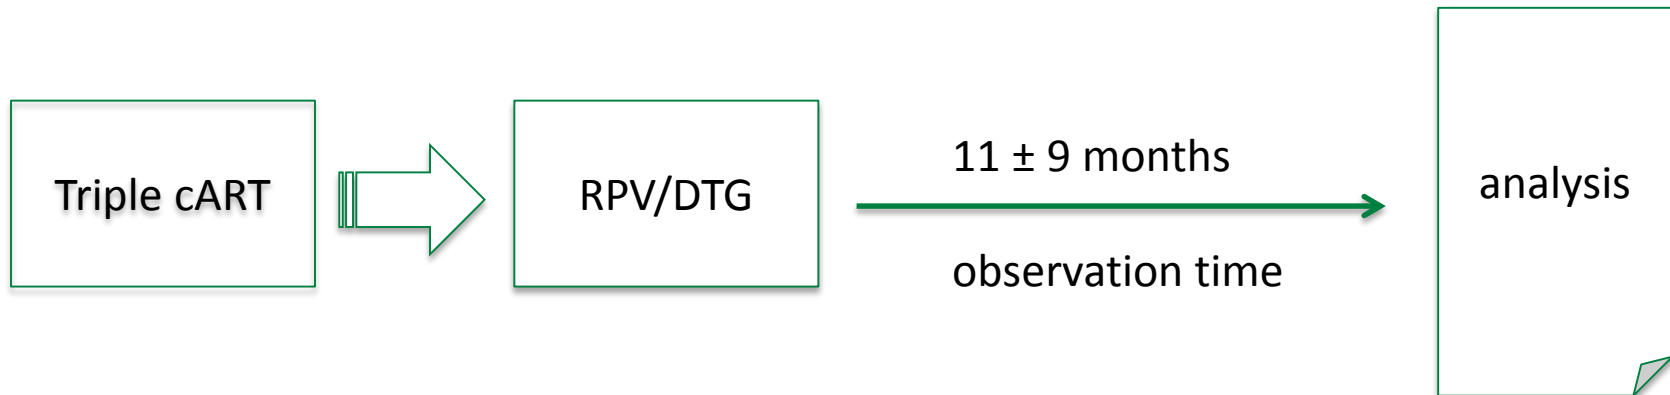 Triple cART
RPV/DTG
11 ± 9 months
observation time
analysis